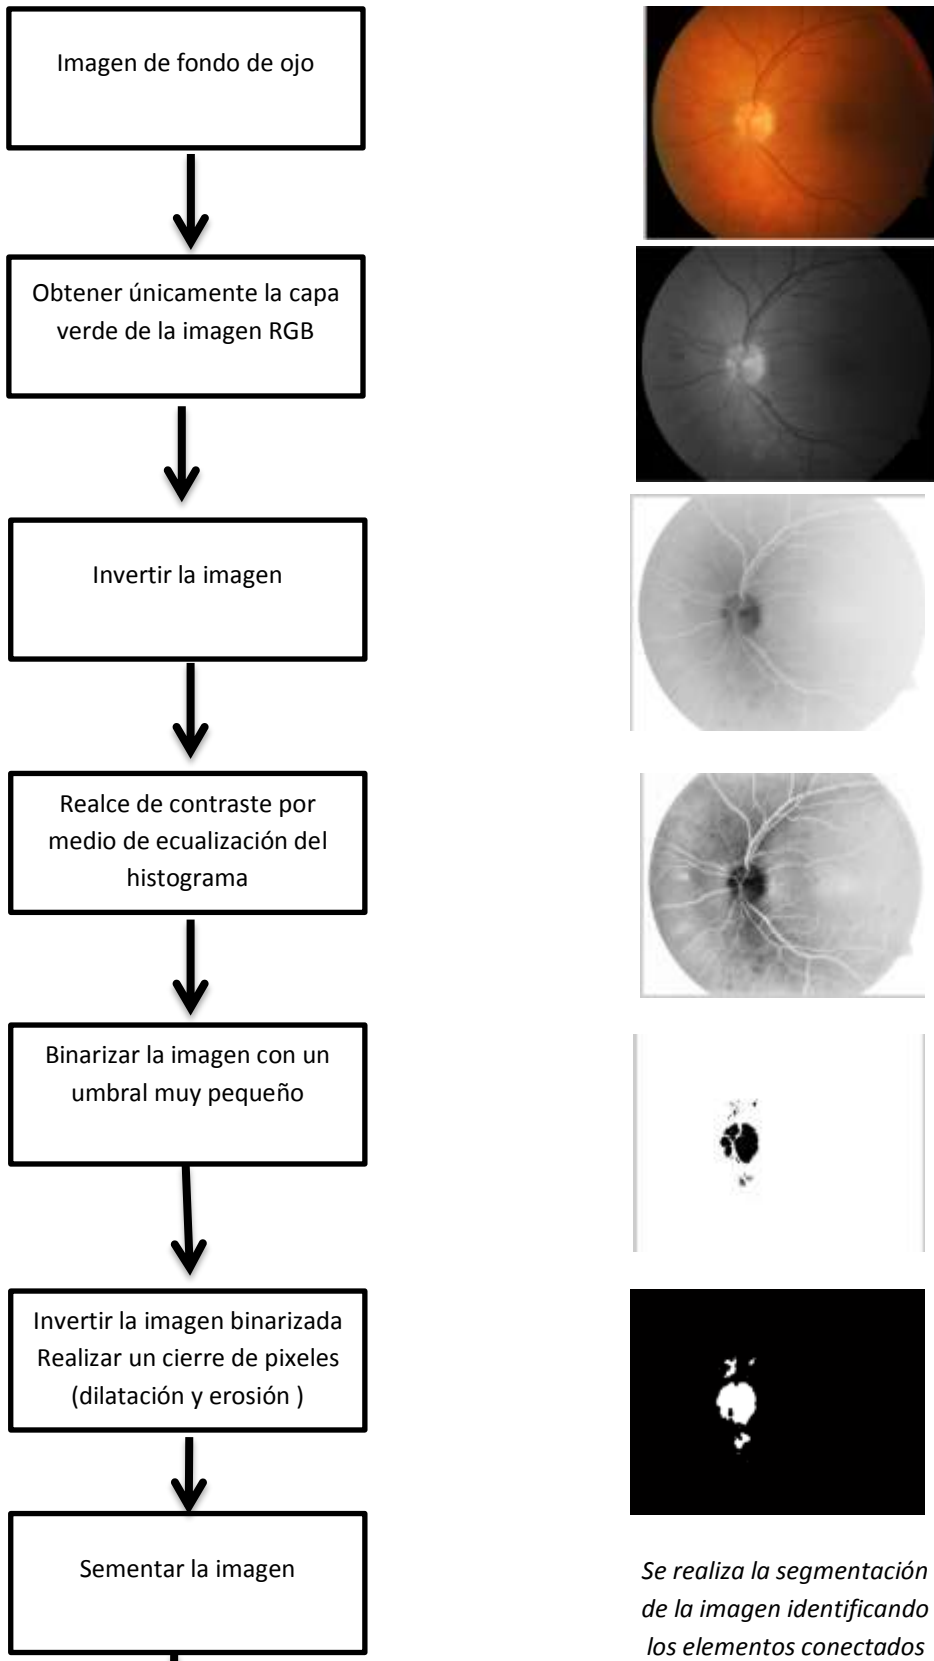 Imagen de fondo de ojo
Obtener únicamente la capa
verde de la imagen RGB
Invertir la imagen
Realce de contraste por
medio de ecualización del
histograma
Binarizar la imagen con un
umbral muy pequeño
Invertir la imagen binarizada
Realizar un cierre de pixeles
(dilatación y erosión )
Sementar la imagen
Se realiza la segmentación
de la imagen identificando
los elementos conectados